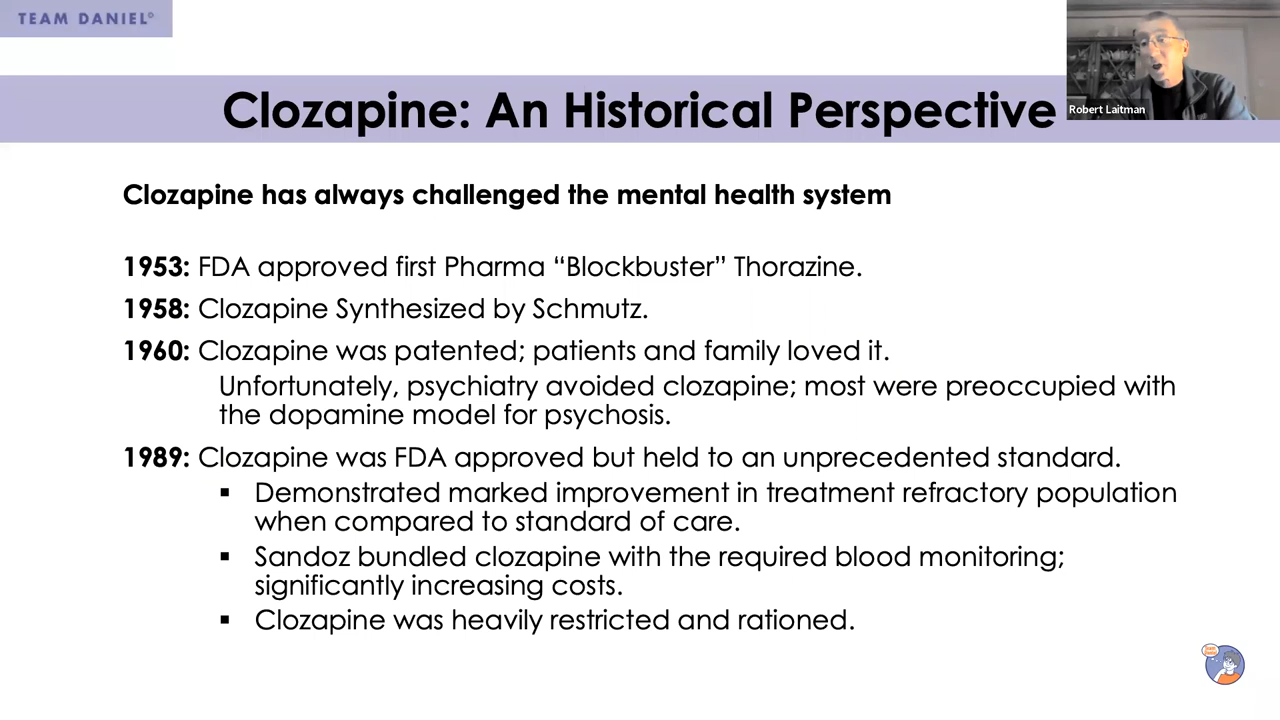 TEAM DANIEL©
Robert Laitman
Clozapine: An Historical Perspective
Clozapine has always challenged the mental health system
1953: FDA approved first Pharma “Blockbuster” Thorazine.
1958: Clozapine Synthesized by Schmutz.
1960: Clozapine was patented; patients and family loved it.
Unfortunately, psychiatry avoided clozapine; most were preoccupied with
the dopamine model for psychosis.
1989: Clozapine was FDA approved but held to an unprecedented standard.
▪ Demonstrated marked improvement in treatment refractory population
when compared to standard of care.
▪ Sandoz bundled clozapine with the required blood monitoring;
significantly increasing costs.
▪ Clozapine was heavily restricted and rationed.